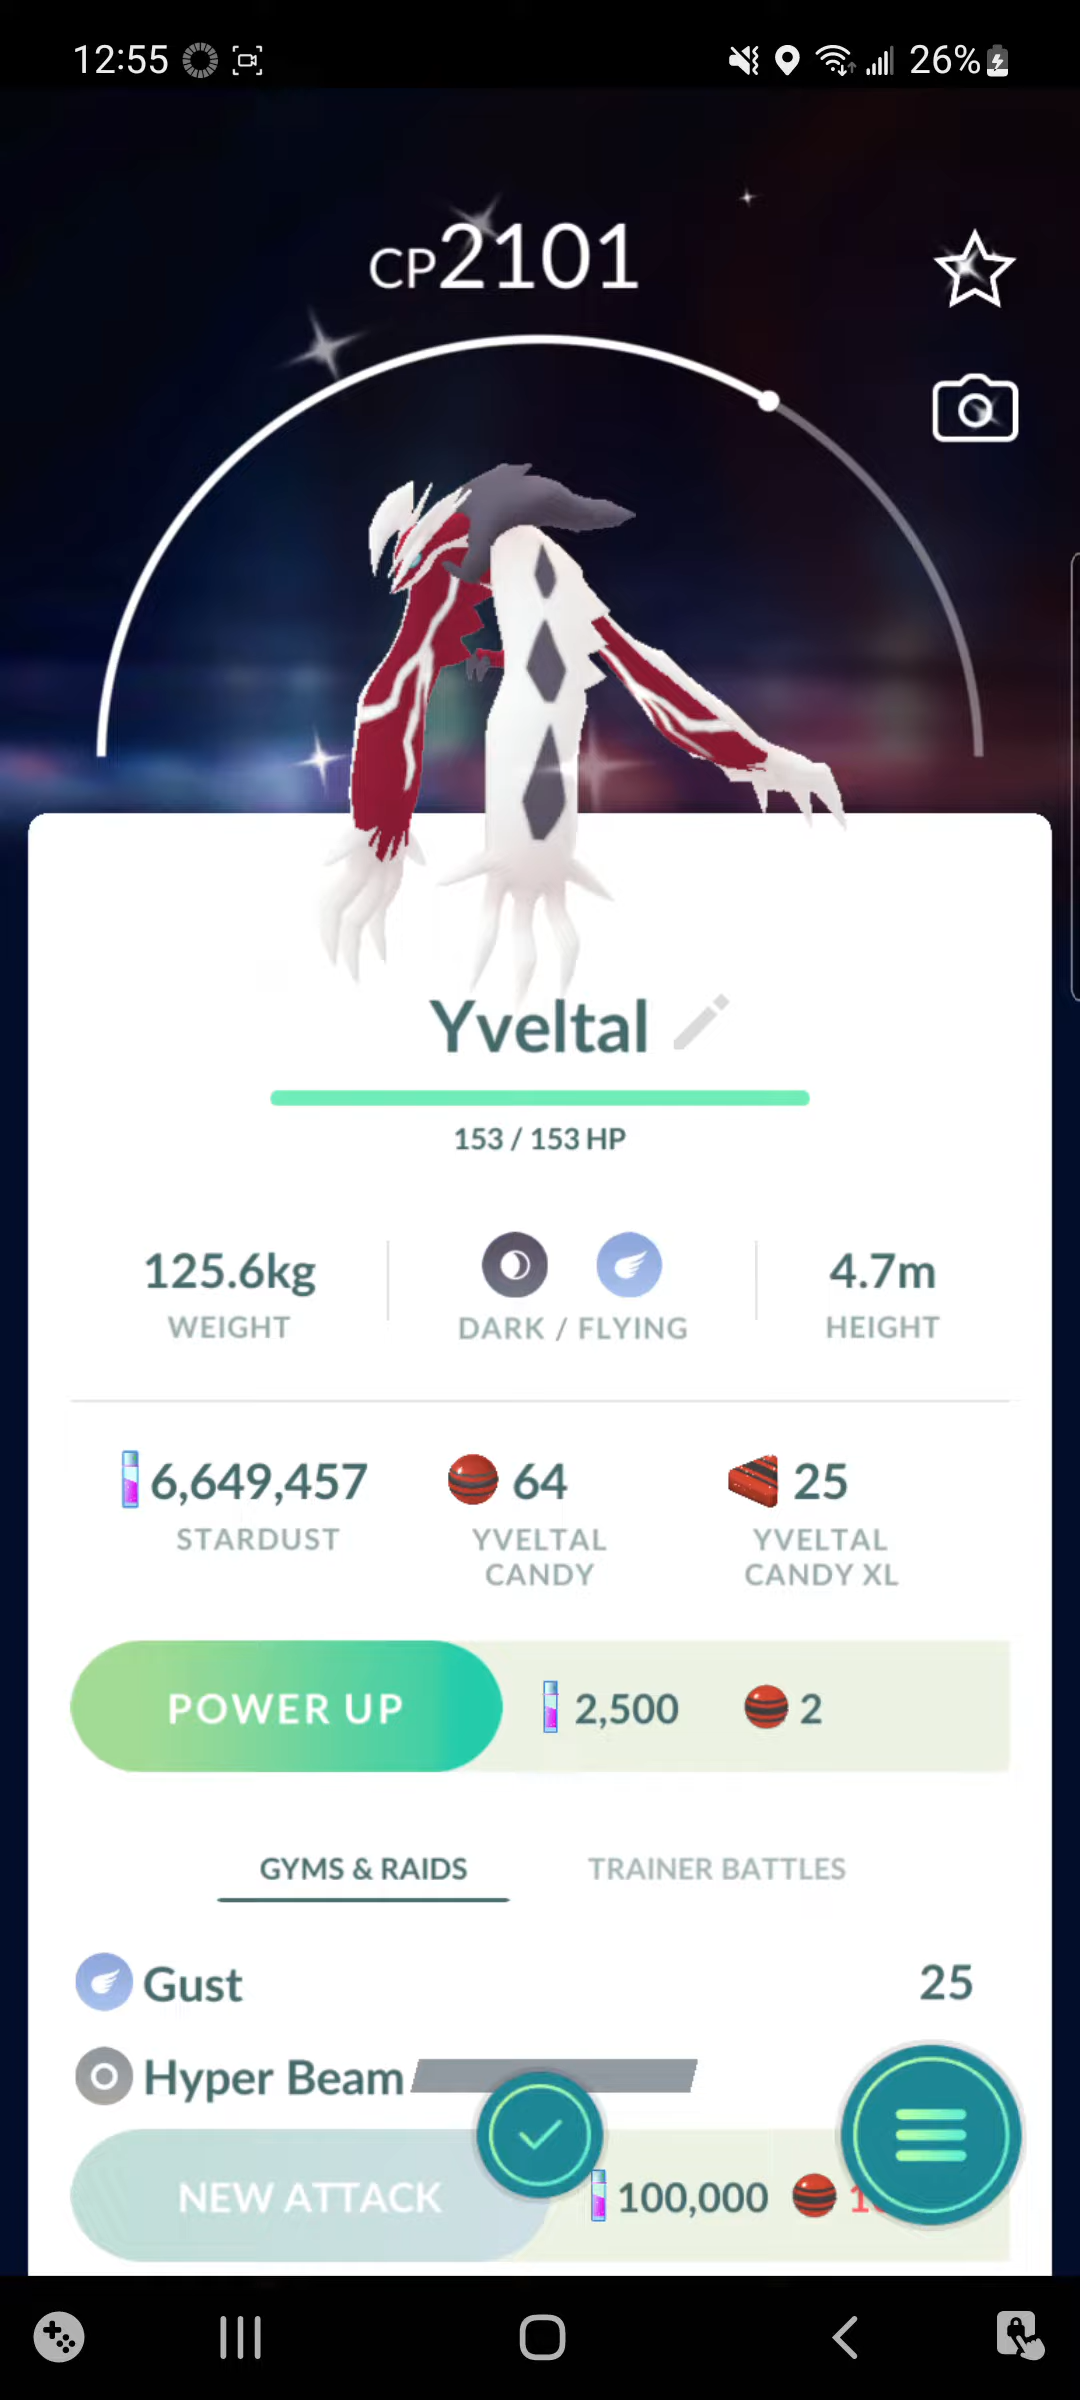 12:55 26%
CP2101
Yveltal
153 / 153 HP
125.6kg
WEIGHT
DARK / FLYING
4.7m
HEIGHT
6,649,457
STARDUST
64
YVELTAL
CANDY
25
YVELTAL
CANDY XL
POWER UP 2,500 2
GYMS & RAIDS TRAINER BATTLES
Gust 25
Hyper Beam
NEW ATTACK 100,000